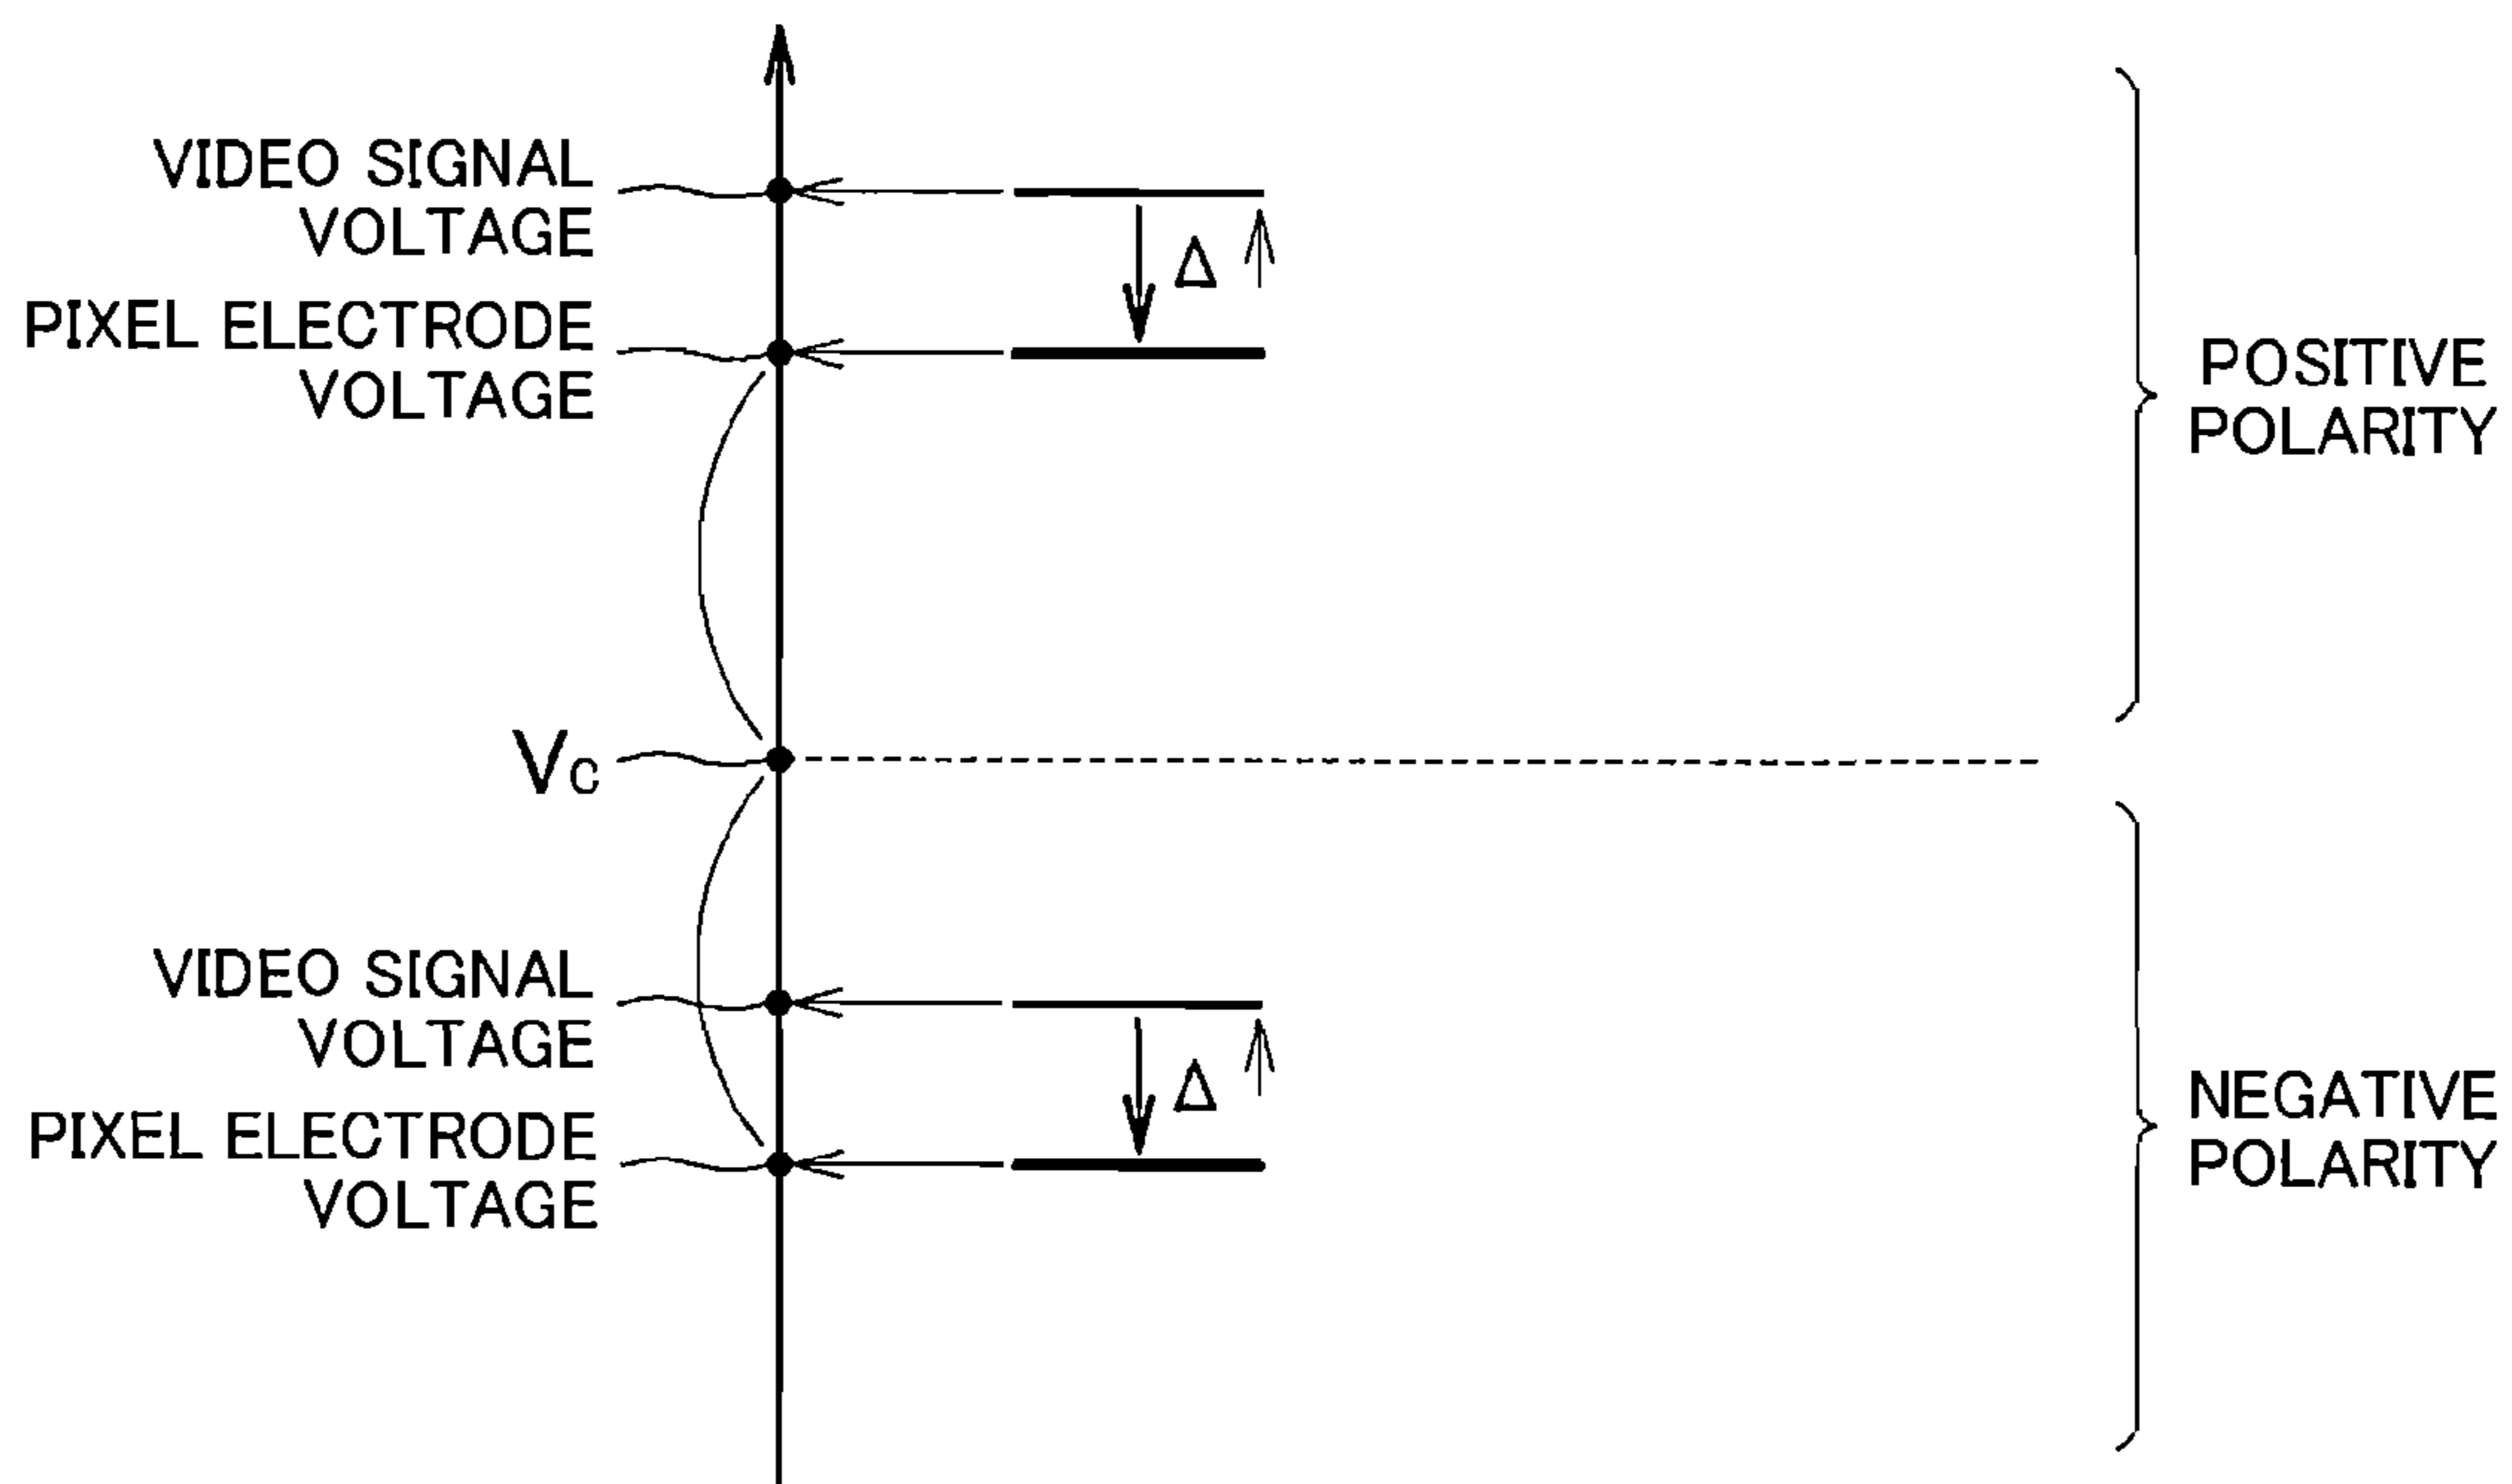 VIDEO SIGNAL
VOLTAGE
Δ
PIXEL ELECTRODE
VOLTAGE
POSITIVE
POLARITY
Vc
VIDEO SIGNAL
VOLTAGE
Δ
PIXEL ELECTRODE
VOLTAGE
NEGATIVE
POLARITY